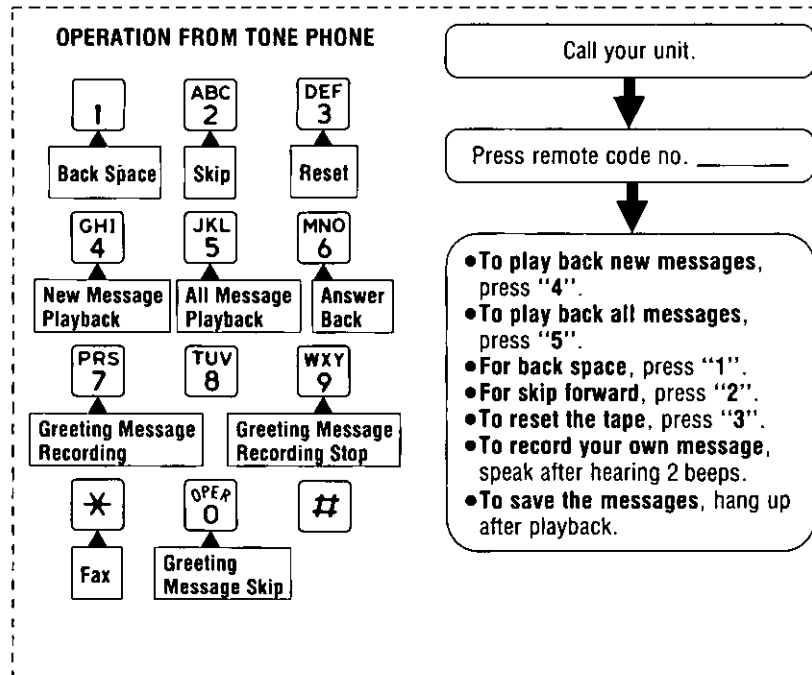 OPERATION FROM TONE PHONE
1
ABC
2
DEF
3
Back Space
Skip
Reset
GHI
4
JKL
5
MNO
6
New Message
Playback
All Message
Playback
Answer
Back
PRS
7
TUV
8
WXY
9
Greeting Message
Recording
Greeting Message
Recording Stop
*
OPER
0
#
Fax
Greeting
Message Skip
Call your unit.
Press remote code no. ______
●To play back new messages,
press "4".
●To play back all messages,
press "5".
●For back space, press "1".
●For skip forward, press "2".
●To reset the tape, press "3".
●To record your own message,
speak after hearing 2 beeps.
●To save the messages, hang up
after playback.